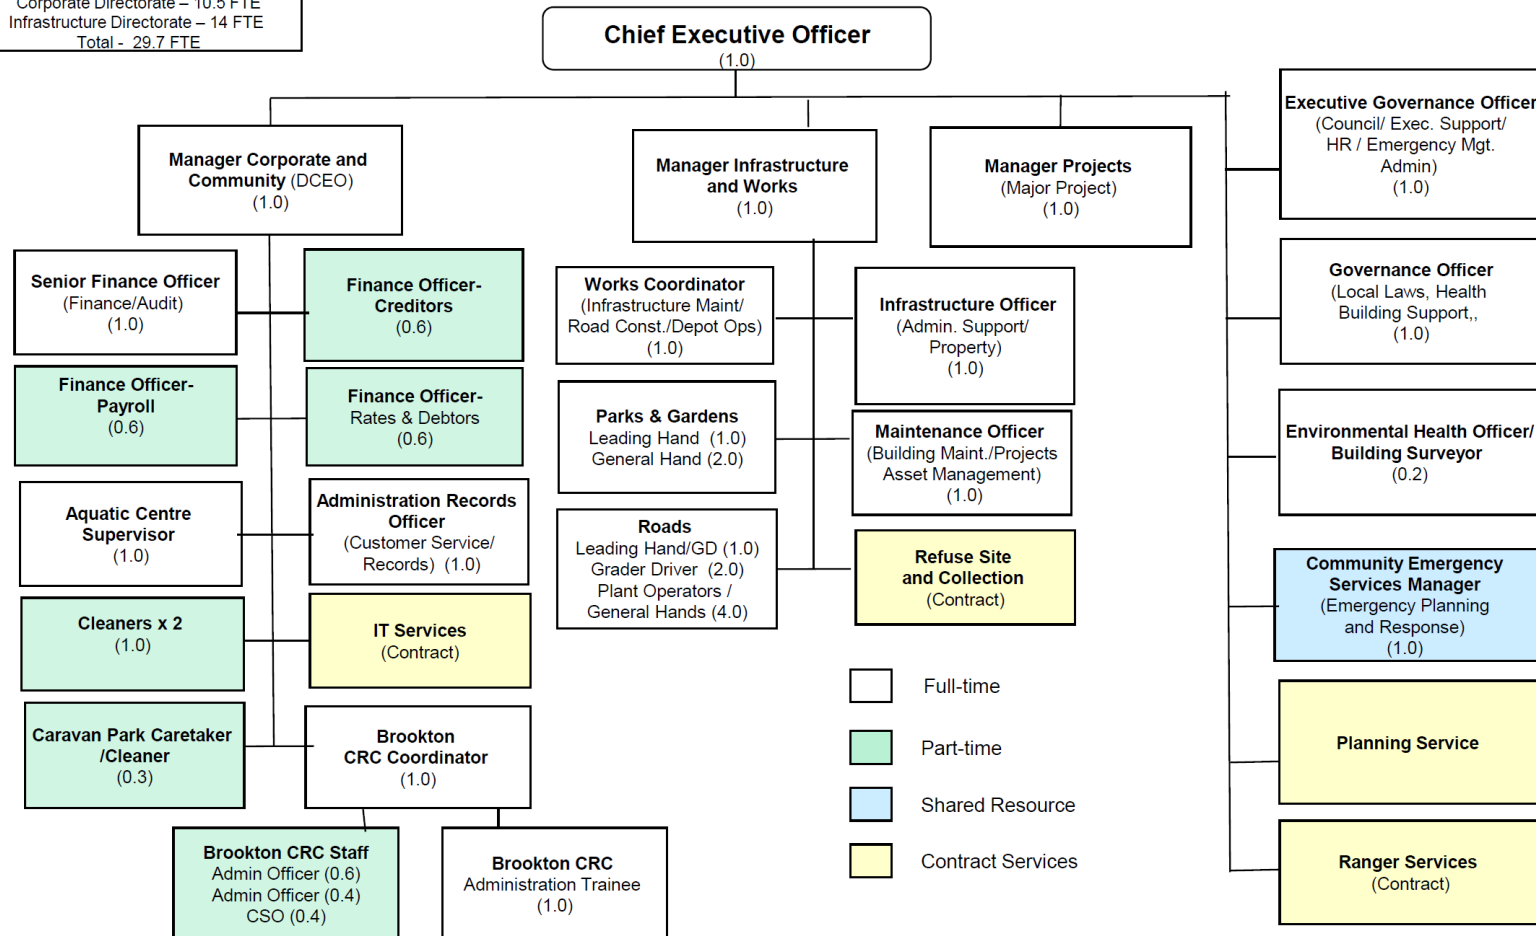 Corporate Directorate – 10.5 FTE
Infrastructure Directorate – 14 FTE
Total - 29.7 FTE
Chief Executive Officer
(1.0)
Manager Corporate and
Community (DCEO)
(1.0)
Manager Infrastructure
and Works
(1.0)
Manager Projects
(Major Project)
(1.0)
Executive Governance Officer
(Council/ Exec. Support/
HR / Emergency Mgt.
Admin)
(1.0)
Senior Finance Officer
(Finance/Audit)
(1.0)
Finance Officer-
Creditors
(0.6)
Works Coordinator
(Infrastructure Maint/
Road Const./Depot Ops)
(1.0)
Infrastructure Officer
(Admin. Support/
Property)
(1.0)
Governance Officer
(Local Laws, Health
Building Support,,
(1.0)
Finance Officer-
Payroll
(0.6)
Finance Officer-
Rates & Debtors
(0.6)
Parks & Gardens
Leading Hand (1.0)
General Hand (2.0)
Maintenance Officer
(Building Maint./Projects
Asset Management)
(1.0)
Environmental Health Officer/
Building Surveyor
(0.2)
Aquatic Centre
Supervisor
(1.0)
Administration Records
Officer
(Customer Service/
Records) (1.0)
Roads
Leading Hand/GD (1.0)
Grader Driver (2.0)
Plant Operators /
General Hands (4.0)
Refuse Site
and Collection
(Contract)
Community Emergency
Services Manager
(Emergency Planning
and Response)
(1.0)
Cleaners x 2
(1.0)
IT Services
(Contract)
Caravan Park Caretaker
/Cleaner
(0.3)
Brookton
CRC Coordinator
(1.0)
Planning Service
Brookton CRC Staff
Admin Officer (0.6)
Admin Officer (0.4)
CSO (0.4)
Brookton CRC
Administration Trainee
(1.0)
Ranger Services
(Contract)
Full-time
Part-time
Shared Resource
Contract Services